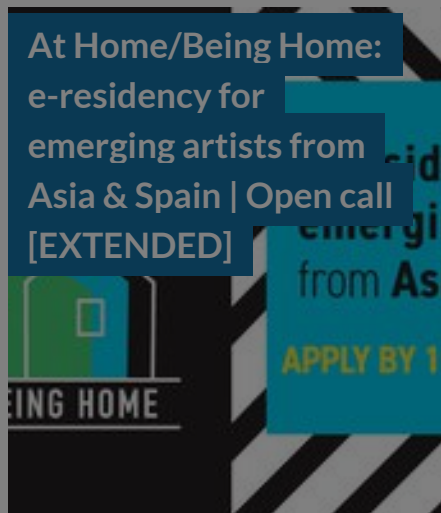 At Home/Being Home:
e-residency for
emerging artists from
Asia & Spain | Open call
[EXTENDED]
from As
APPLY BY 1
EING HOME